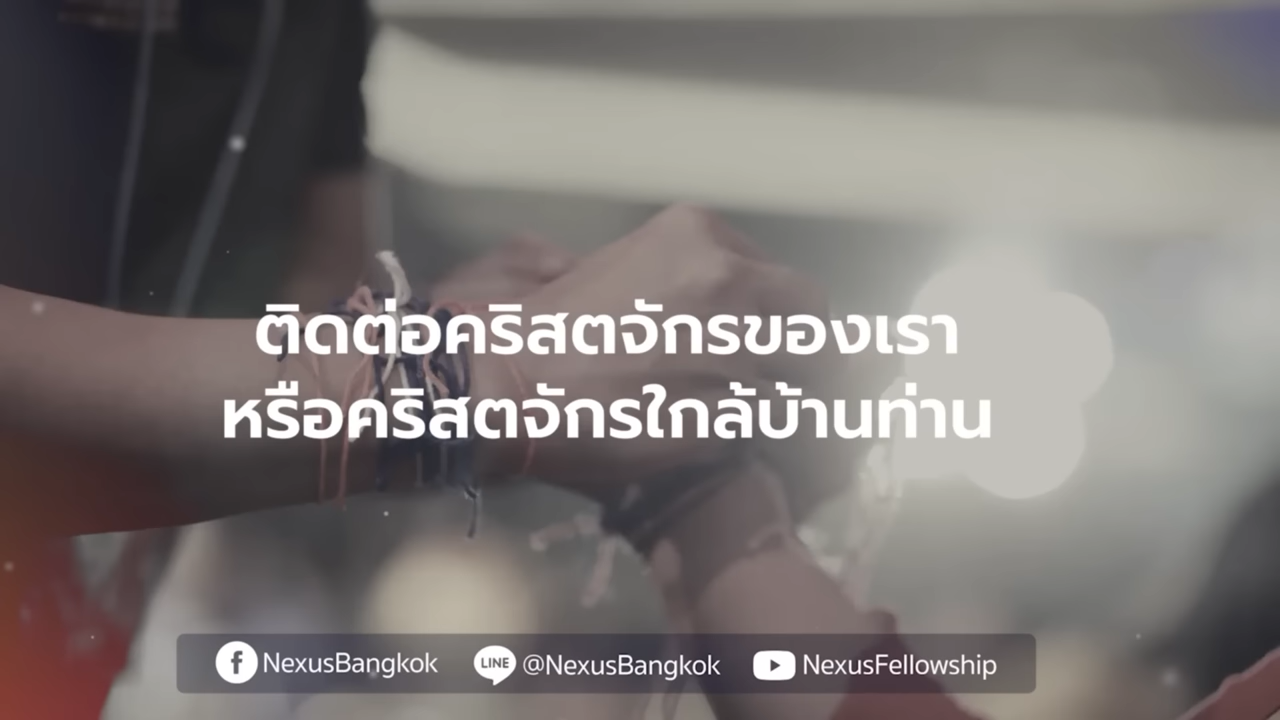 ติดต่อคริสตจักรของเรา
หรือคริสตจักรใกล้บ้านท่าน
NexusBangkok LINE @NexusBangkok NexusFellowship